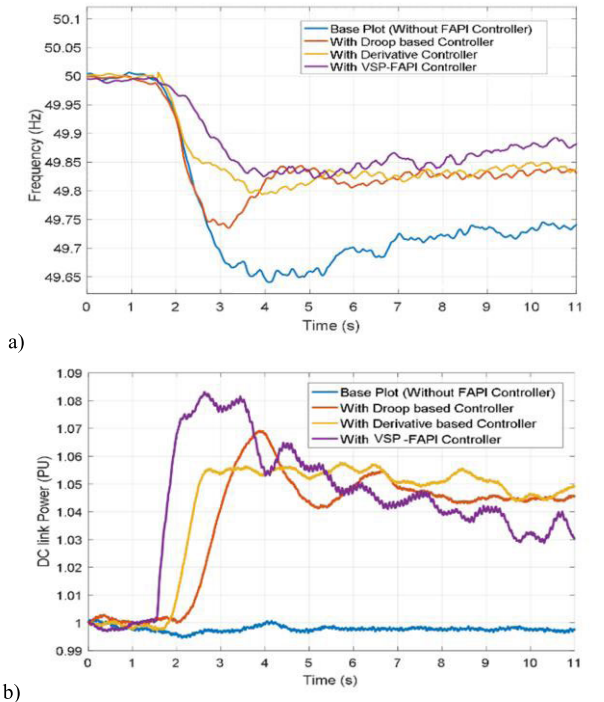 50.1
50.05
50
49.95
49.9
49.85
49.8
49.75
49.7
49.65
Frequency (Hz)
Base Plot (Without FAPI Controller)
With Droop based Controller
With Derivative Controller
With VSP-FAPI Controller
0 1 2 3 4 5 6 7 8 9 10 11
Time (s)
a)
1.09
1.08
1.07
1.06
1.05
1.04
1.03
1.02
1.01
1
0.99
DC link Power (PU)
Base Plot (Without FAPI Controller)
With Droop based Controller
With Derivative based Controller
With VSP -FAPI Controller
0 1 2 3 4 5 6 7 8 9 10 11
Time (s)
b)